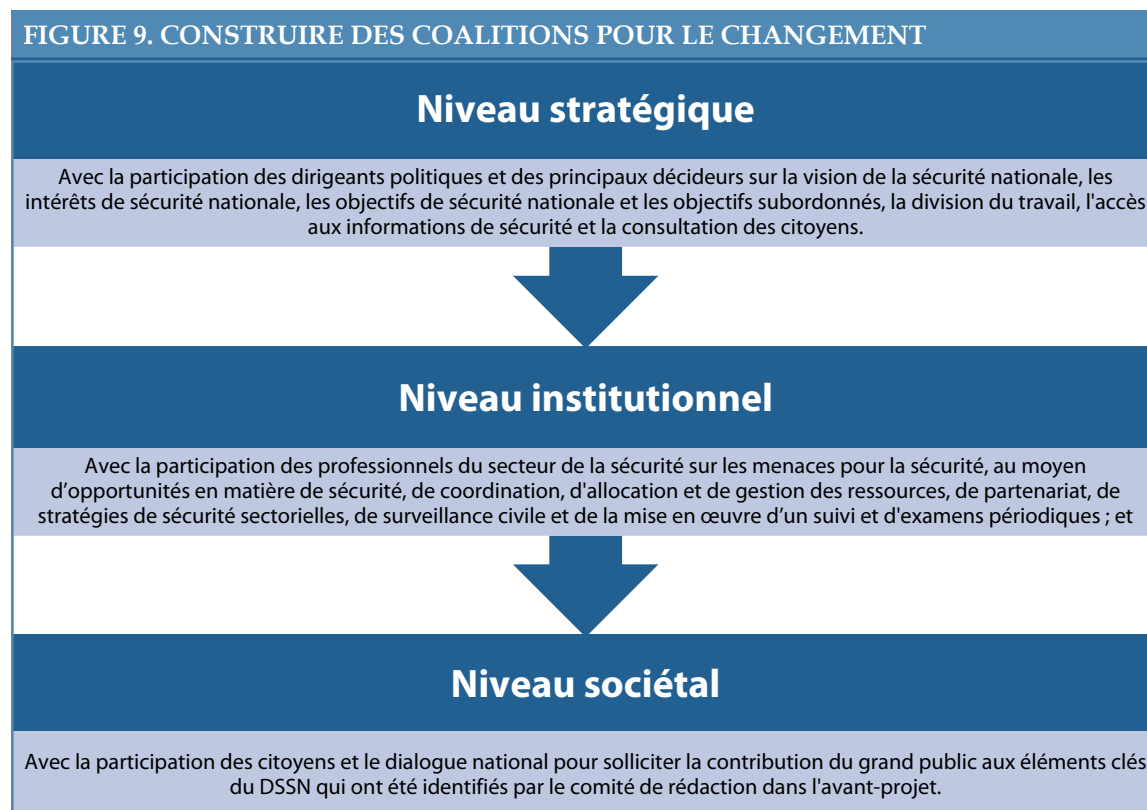 FIGURE 9. CONSTRUIRE DES COALITIONS POUR LE CHANGEMENT
Niveau stratégique
Avec la participation des dirigeants politiques et des principaux décideurs sur la vision de la sécurité nationale, les
intérêts de sécurité nationale, les objectifs de sécurité nationale et les objectifs subordonnés, la division du travail, l'accès
aux informations de sécurité et la consultation des citoyens.
Niveau institutionnel
Avec la participation des professionnels du secteur de la sécurité sur les menaces pour la sécurité, au moyen
d’opportunités en matière de sécurité, de coordination, d'allocation et de gestion des ressources, de partenariat, de
stratégies de sécurité sectorielles, de surveillance civile et de la mise en œuvre d’un suivi et d'examens périodiques ; et
Niveau sociétal
Avec la participation des citoyens et le dialogue national pour solliciter la contribution du grand public aux éléments clés
du DSSN qui ont été identifiés par le comité de rédaction dans l'avant-projet.